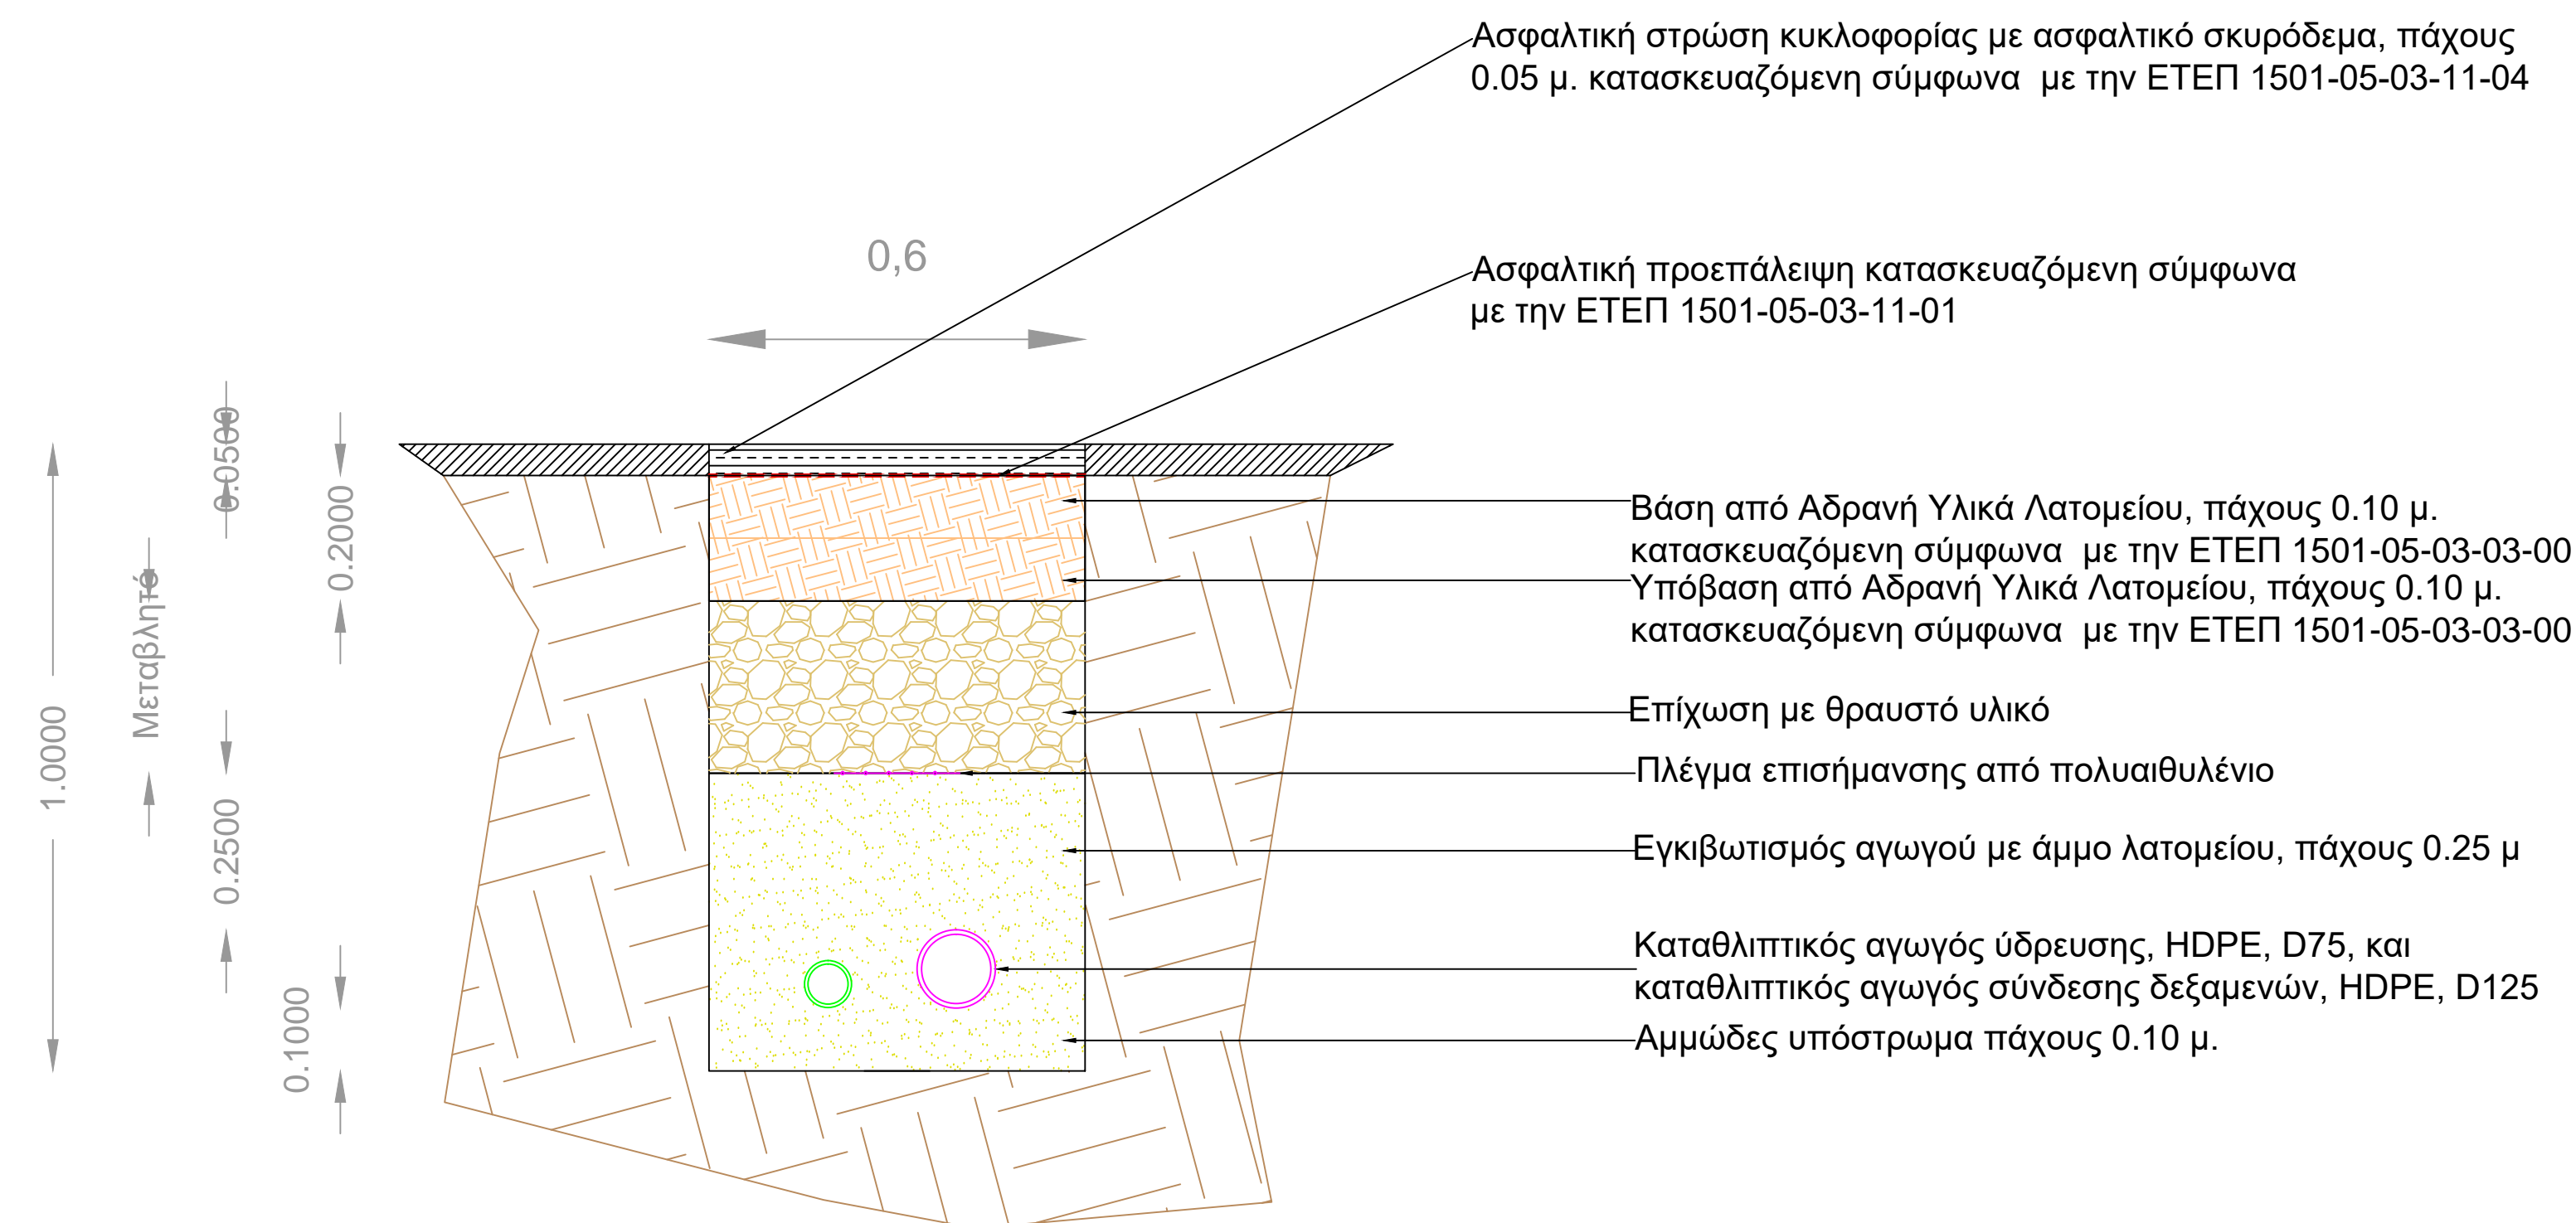 Ασφαλτική στρώση κυκλοφορίας με ασφαλτικό σκυρόδεμα, πάχους
0.05 μ. κατασκευαζόμενη σύμφωνα  με την ΕΤΕΠ 1501-05-03-11-04
0,6
Ασφαλτική προεπάλειψη κατασκευαζόμενη σύμφωνα
με την ΕΤΕΠ 1501-05-03-11-01
0.0500
0.2000
Μεταβλητό
1.0000
0.2500
0.1000
Βάση από Αδρανή Υλικά Λατομείου, πάχους 0.10 μ.
κατασκευαζόμενη σύμφωνα  με την ΕΤΕΠ 1501-05-03-03-00
Υπόβαση από Αδρανή Υλικά Λατομείου, πάχους 0.10 μ.
κατασκευαζόμενη σύμφωνα  με την ΕΤΕΠ 1501-05-03-03-00
Επίχωση με θραυστό υλικό
Πλέγμα επισήμανσης από πολυαιθυλένιο
Εγκιβωτισμός αγωγού με άμμο λατομείου, πάχους 0.25 μ
Καταθλιπτικός αγωγός ύδρευσης, HDPE, D75, και
καταθλιπτικός αγωγός σύνδεσης δεξαμενών, HDPE, D125
Αμμώδες υπόστρωμα πάχους 0.10 μ.